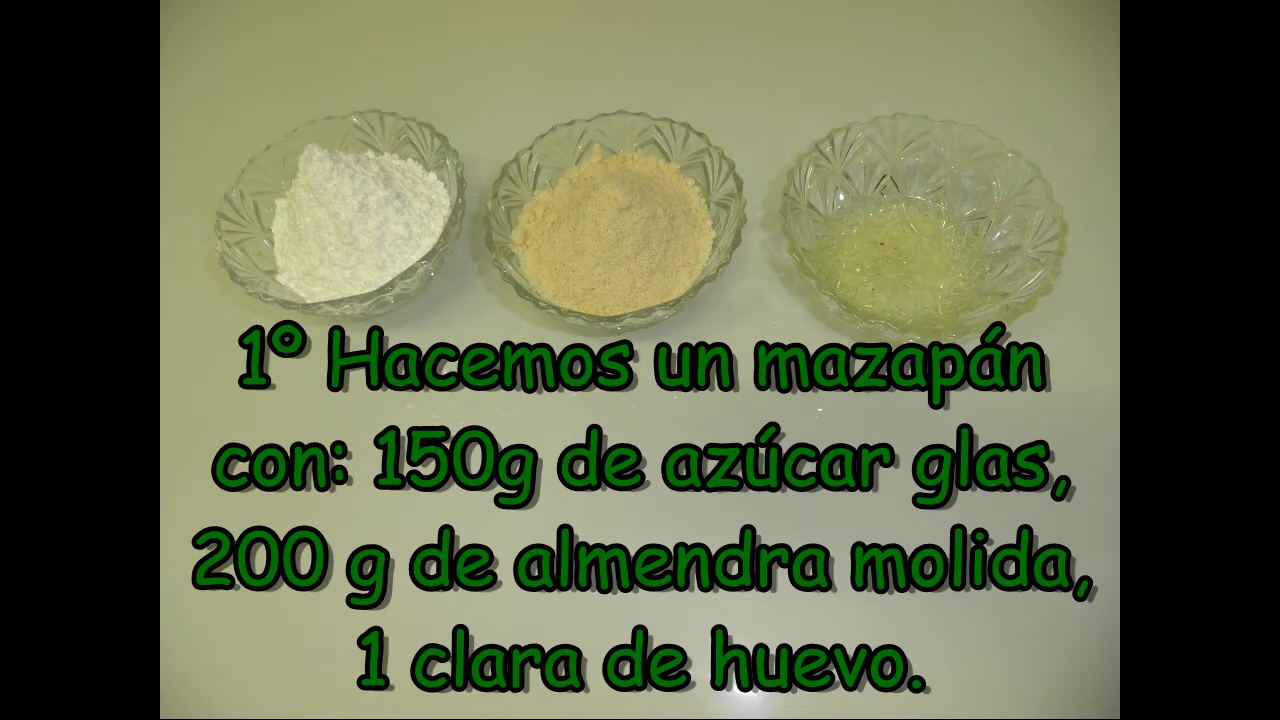 1º Hacemos un mazapán
con: 150g de azúcar glas,
200 g de almendra molida,
1 clara de huevo.